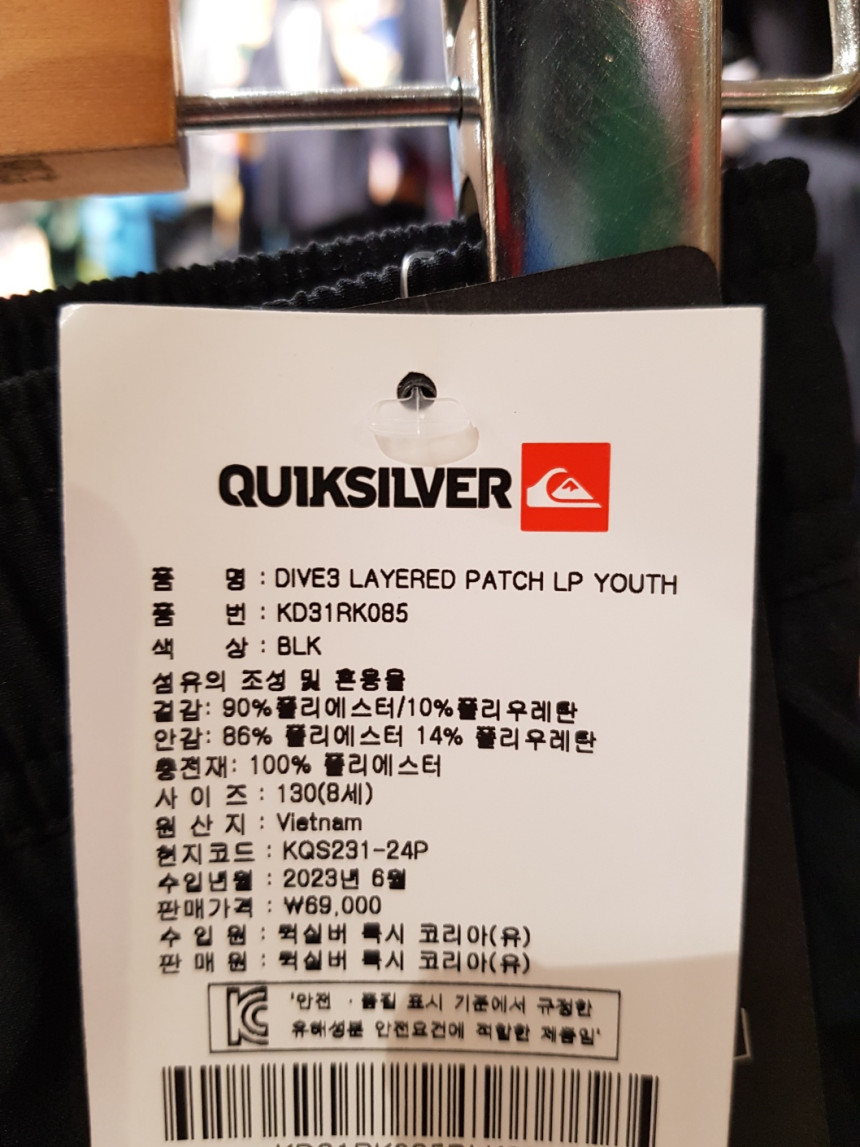 QUIKSILVER
품 명 : DIVE3 LAYERED PATCH LP YOUTH
품 번 : KD31RK085
색 상 : BLK
섬유의 조성 및 혼용율
겉감: 90%폴리에스터/10%폴리우레탄
안감: 86% 폴리에스터 14% 폴리우레탄
충전재: 100% 폴리에스터
사 이 즈 : 130(8세)
원 산 지 : Vietnam
현지코드 : KQS231-24P
수입년월 : 2023년 6월
판매가격 : ₩69,000
수 입 원 : 퀵실버 록시 코리아(유)
판 매 원 : 퀵실버 록시 코리아(유)
KC '안전 · 품질 표시 기준에서 규정한
유해성분 안전요건에 적합한 제품임'